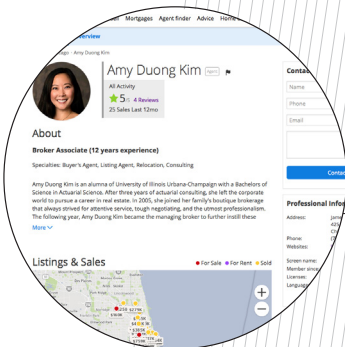 Mortgages Agent finder Advice Home
Amy Duong Kim
Amy Duong Kim
All Activity
5 4 Reviews
25 Sales Last 12mo
Contac
Name
Phone
Email
Contac
About
Broker Associate (12 years experience)
Specialties: Buyer's Agent, Listing Agent, Relocation, Consulting
Amy Duong Kim is an alumna of University of Illinois Urbana-Champaign with a Bachelors of
Science in Actuarial Science. After three years of actuarial consulting, she left the corporate
world to pursue a career in real estate. In 2005, she joined her family's boutique brokerage
that always strived for attentive service, tough negotiating, and the utmost professionalism.
The following year, Amy Duong Kim became the managing broker to further instill these
More
Professional Infor
Address:
Phone:
Websites:
Screen name:
Member since:
Licenses:
Language
Listings & Sales
For Sale For Rent Sold